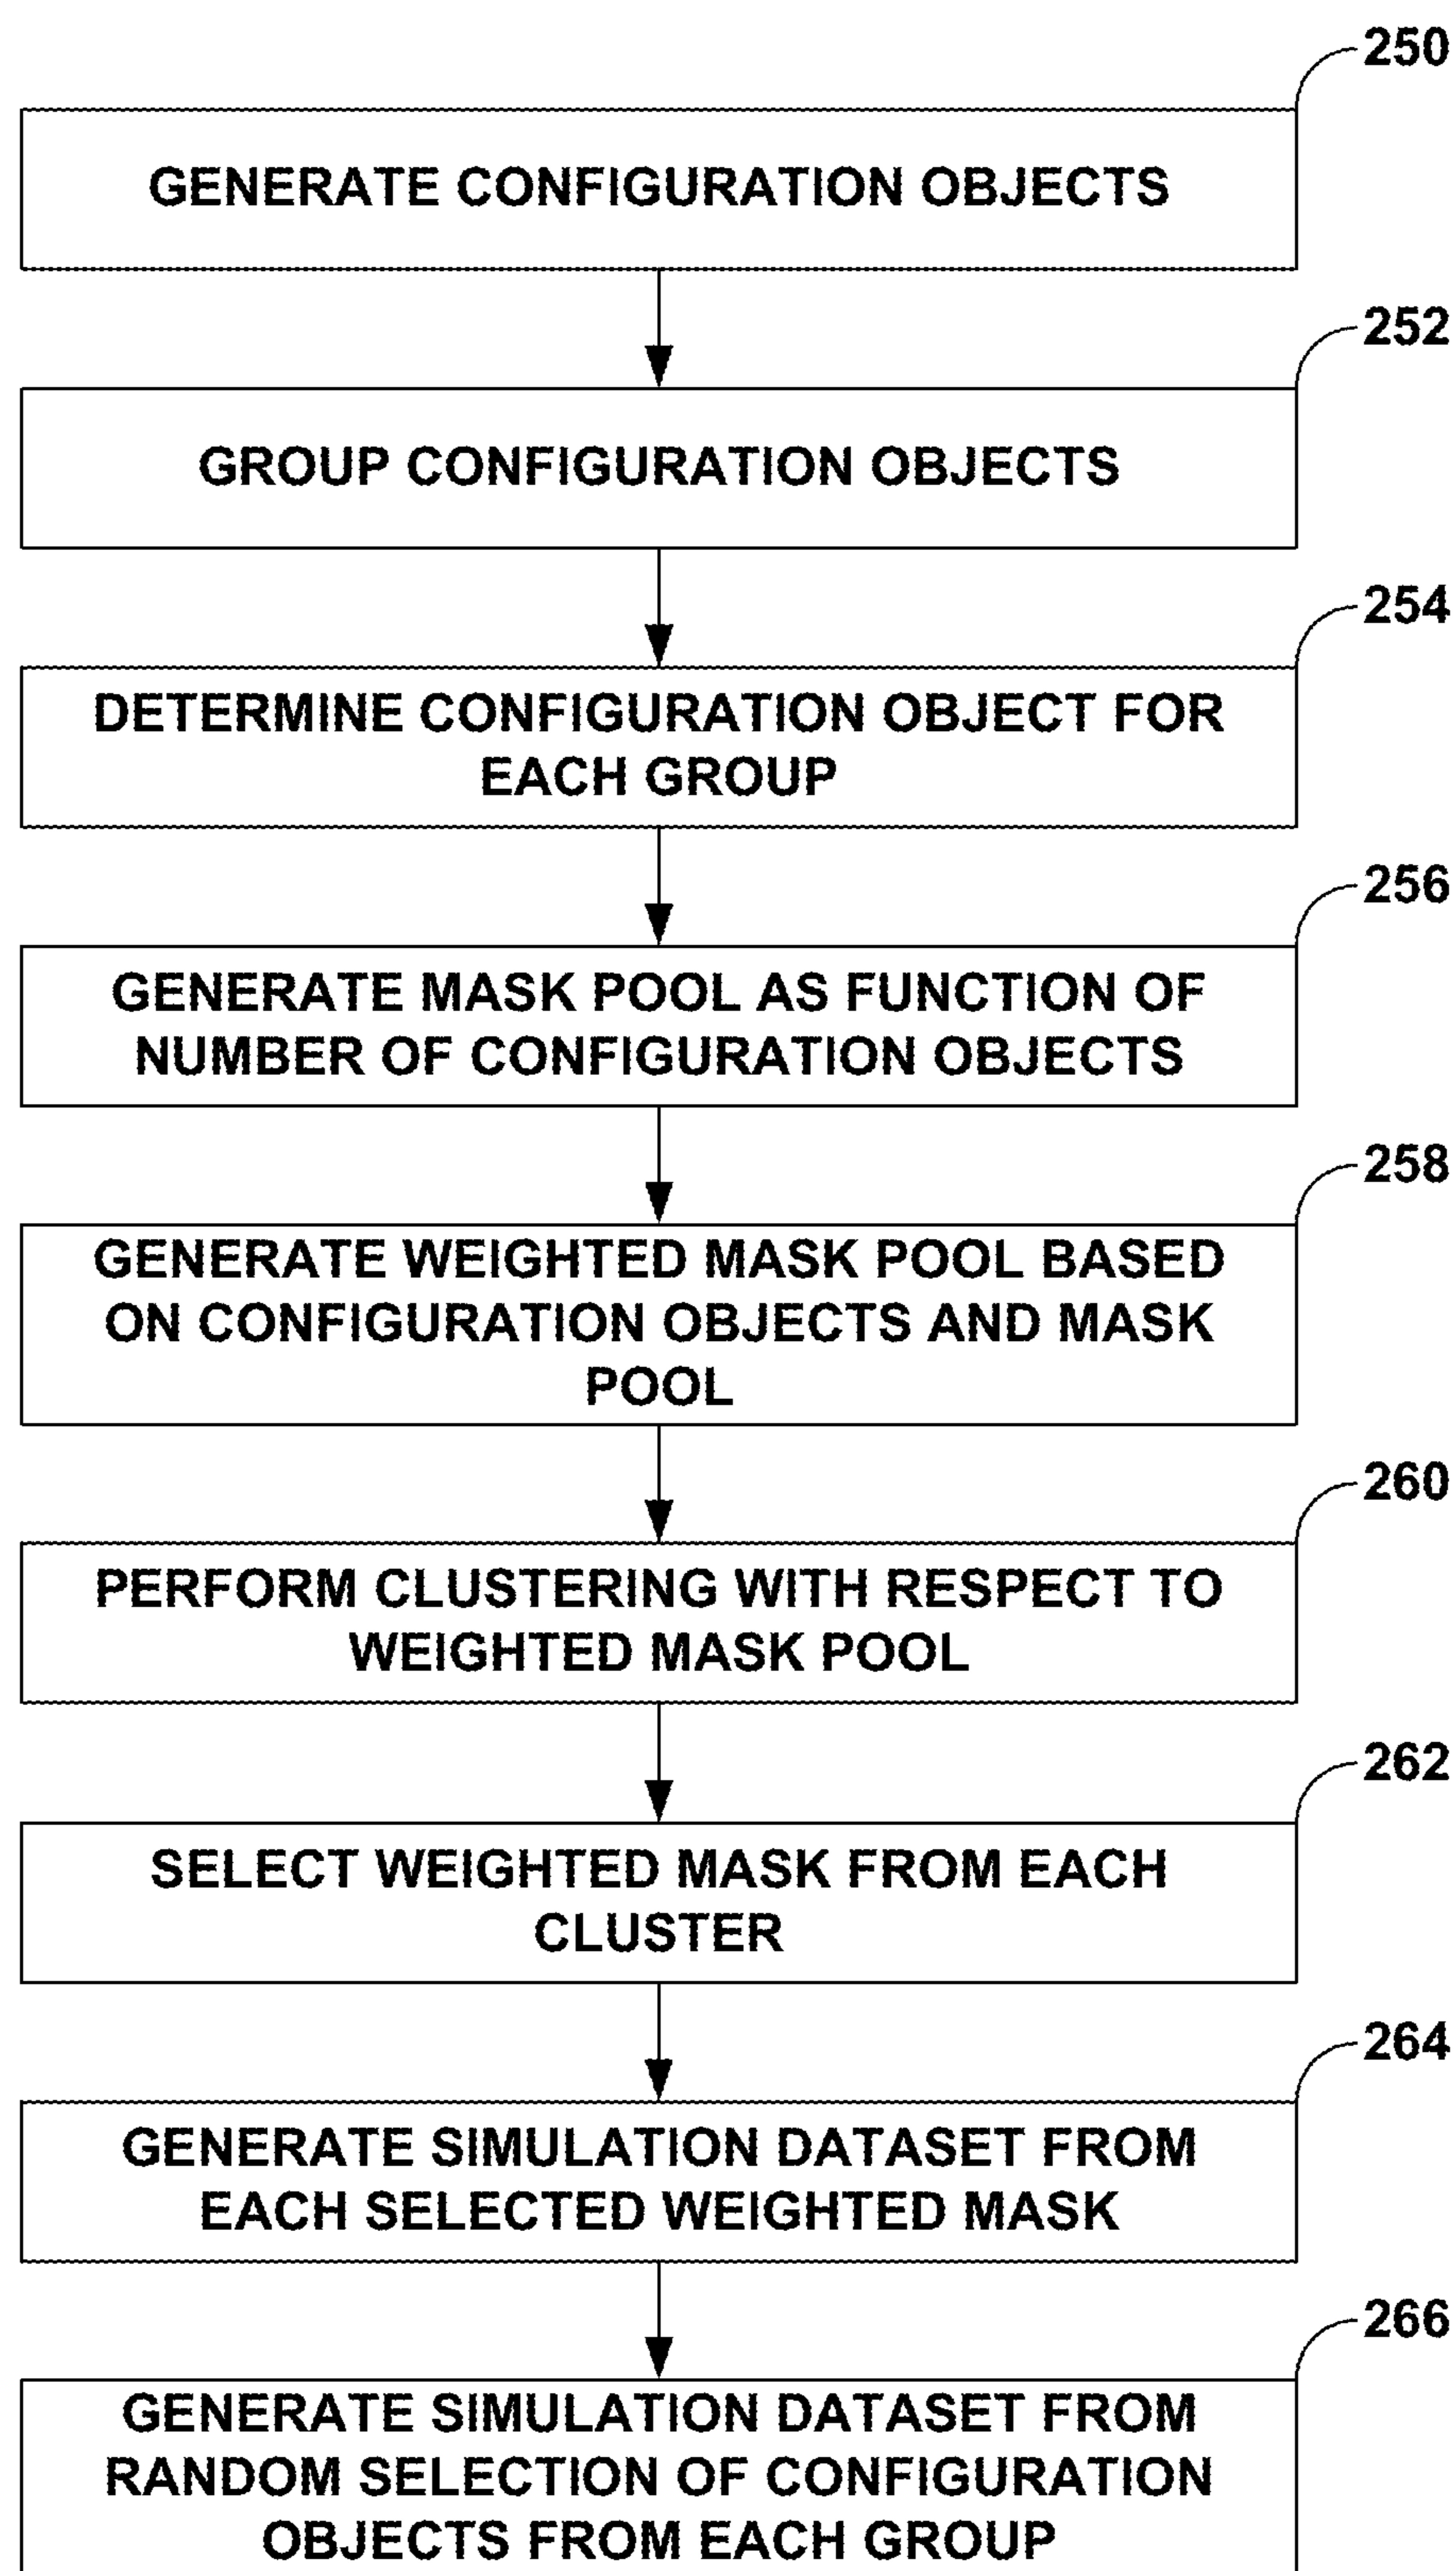 250
GENERATE CONFIGURATION OBJECTS
252
GROUP CONFIGURATION OBJECTS
254
DETERMINE CONFIGURATION OBJECT FOR
EACH GROUP
256
GENERATE MASK POOL AS FUNCTION OF
NUMBER OF CONFIGURATION OBJECTS
258
GENERATE WEIGHTED MASK POOL BASED
ON CONFIGURATION OBJECTS AND MASK
POOL
260
PERFORM CLUSTERING WITH RESPECT TO
WEIGHTED MASK POOL
262
SELECT WEIGHTED MASK FROM EACH
CLUSTER
264
GENERATE SIMULATION DATASET FROM
EACH SELECTED WEIGHTED MASK
266
GENERATE SIMULATION DATASET FROM
RANDOM SELECTION OF CONFIGURATION
OBJECTS FROM EACH GROUP